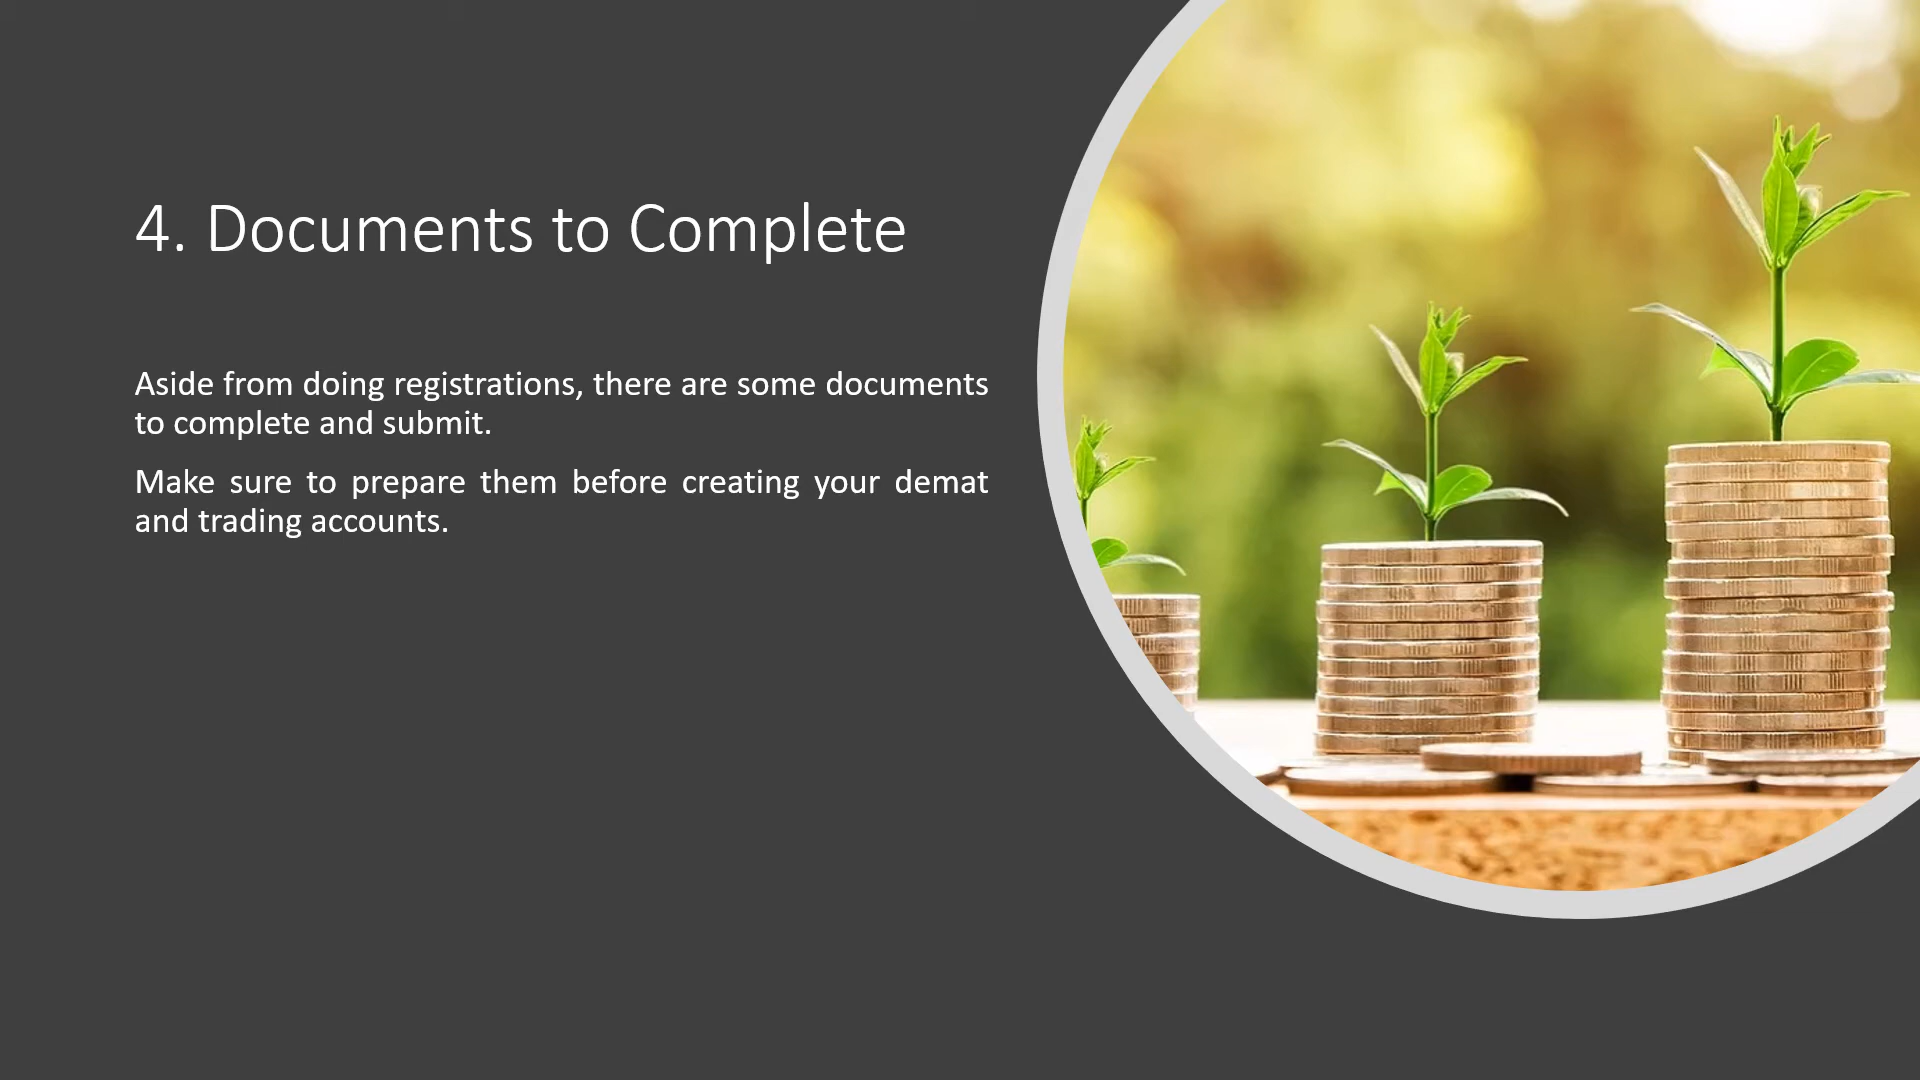 4. Documents to Complete
Aside from doing registrations, there are some documents
to complete and submit.
Make sure to prepare them before creating your demat
and trading accounts.